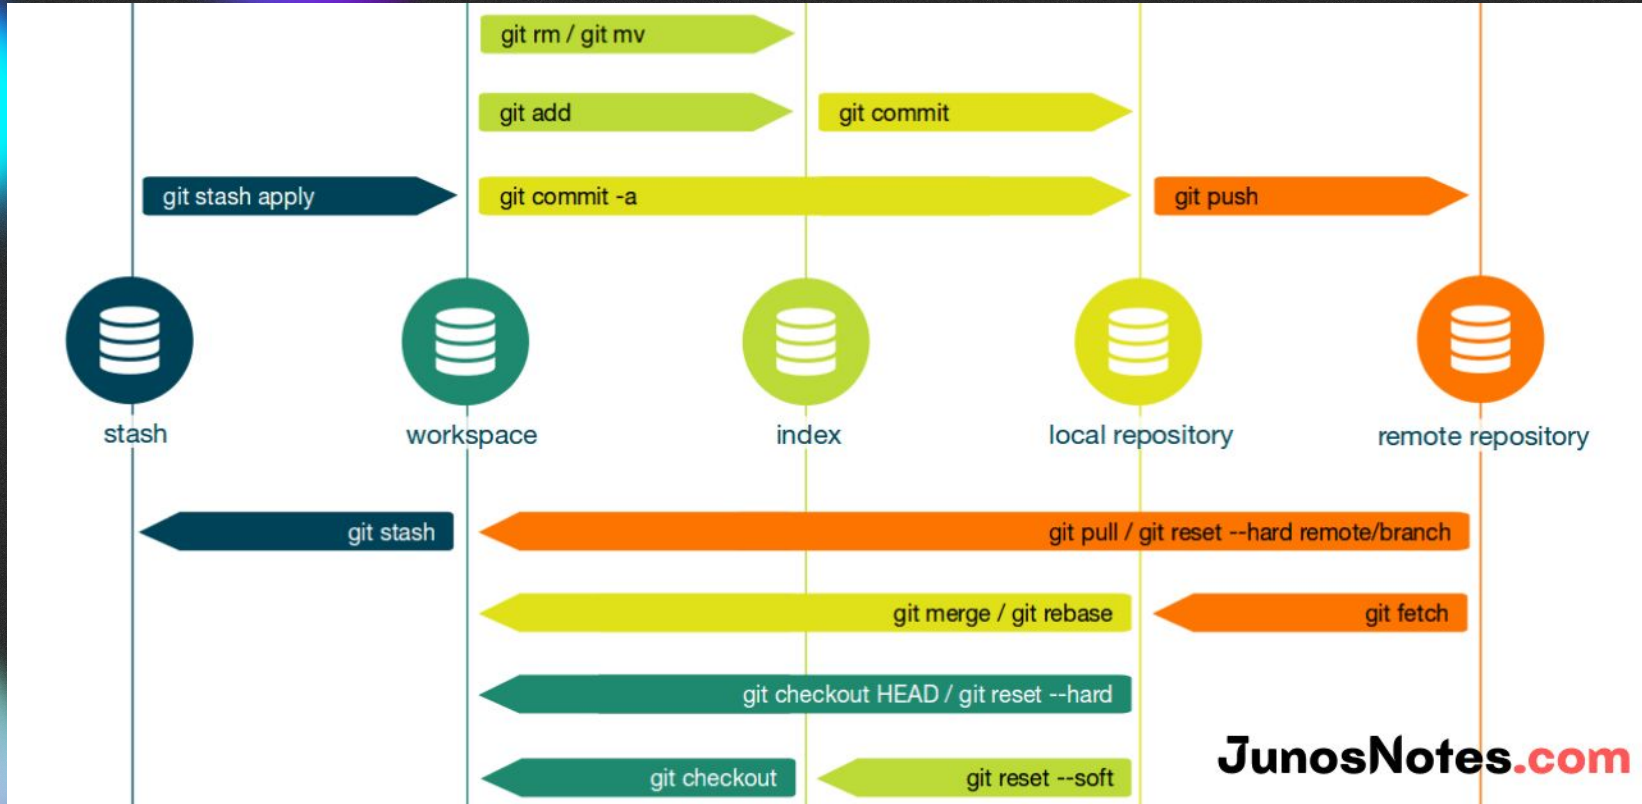 git rm / git mv
git add
git commit
git stash apply
git commit -a
git push
stash
workspace
index
local repository
remote repository
git stash
git pull / git reset --hard remote/branch
git merge / git rebase
git fetch
git checkout HEAD / git reset --hard
git checkout
git reset --soft
JunosNotes.com